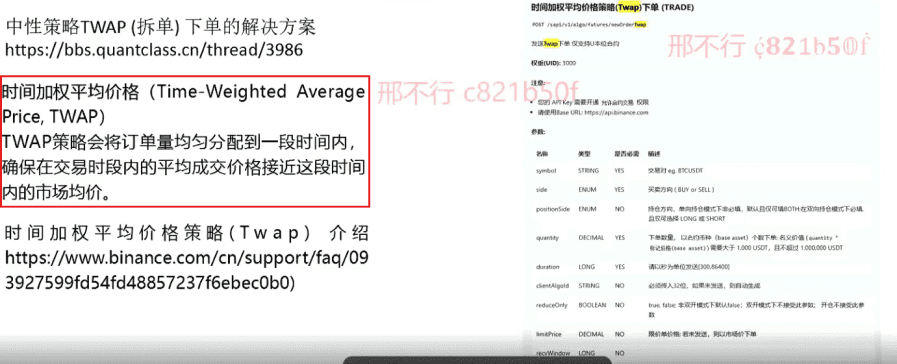 中性策略TWAP (拆单) 下单的解决方案
https://bbs.quantclass.cn/thread/3986
时间加权平均价格（Time-Weighted Average
Price, TWAP）
TWAP策略会将订单量均匀分配到一段时间内，
确保在交易时段内的平均成交价格接近这段时间
内的市场均价。
时间加权平均价格策略(Twap) 介绍
https://www.binance.com/cn/support/faq/09
3927599fd54fd48857237f6ebec0b0)
邢不行 c821b50f
时间加权平均价格策略(Twap)下单 (TRADE)
POST /sapi/v1/algo/futures/newOrderTwap
邢不行 c821b50f
发送Twap下单 仅支持U本位合约
权重(UID): 3000
注意:
您的 API Key 需要开通 允许合约交易 权限
请使用Base URL: https://api.binance.com
参数:
名称 类型 是否必需 描述
symbol STRING YES 交易对 eg. BTCUSDT
side ENUM YES 买卖方向 ( BUY or SELL )
positionSide ENUM NO 持仓方向，单向持仓模式下非必填，默认且仅可填BOTH;在双向持仓模式下必填,
且仅可选择 LONG 或 SHORT
quantity DECIMAL YES 下单数量，以合约币种（base asset）个数下单; 名义价值 (quantity *
标记价格(base asset) )需要大于 1,000 USDT，且不超过 1,000,000 USDT
duration LONG YES 请以秒为单位发送[300,86400]
clientAlgoId STRING NO 必须传入32位，如果未发送，则自动生成
reduceOnly BOOLEAN NO true, false; 非双开模式下默认false；双开模式下不接受此参数； 开仓不接受此参
数
limitPrice DECIMAL NO 限价单价格; 若未发送，则以市场价下单
recvWindow LONG NO